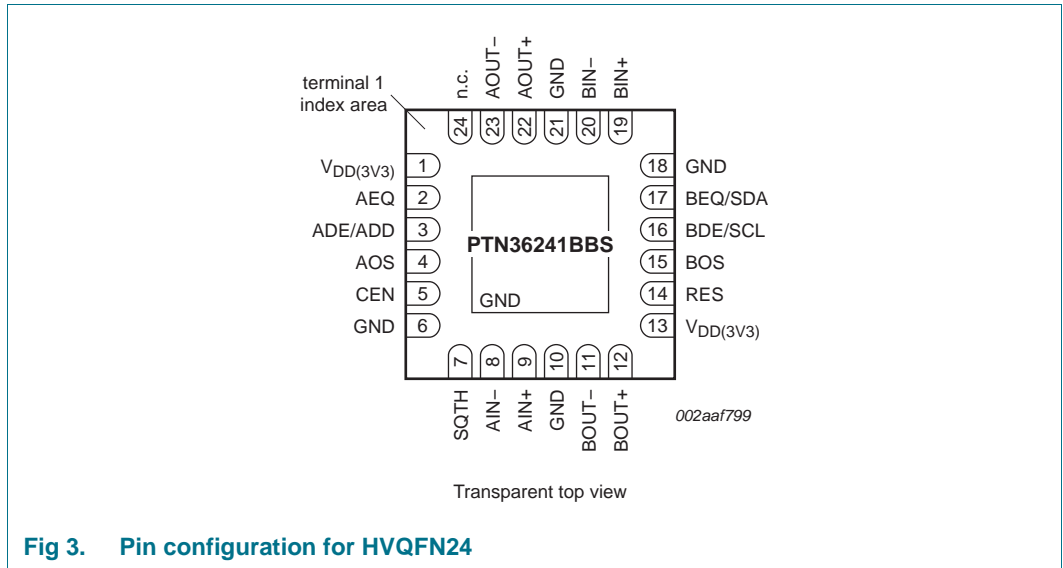 terminal 1
index area
n.c.
AOUT−
AOUT+
GND
BIN−
BIN+
24
23
22
21
20
19
VDD(3V3)
1
AEQ
2
ADE/ADD
3
AOS
4
CEN
5
GND
6
PTN36241BBS
GND
18
GND
17
BEQ/SDA
16
BDE/SCL
15
BOS
14
RES
13
VDD(3V3)
7
8
9
10
11
12
SQTH
AIN−
AIN+
GND
BOUT−
BOUT+
002aaf799
Transparent top view
Fig 3. Pin configuration for HVQFN24